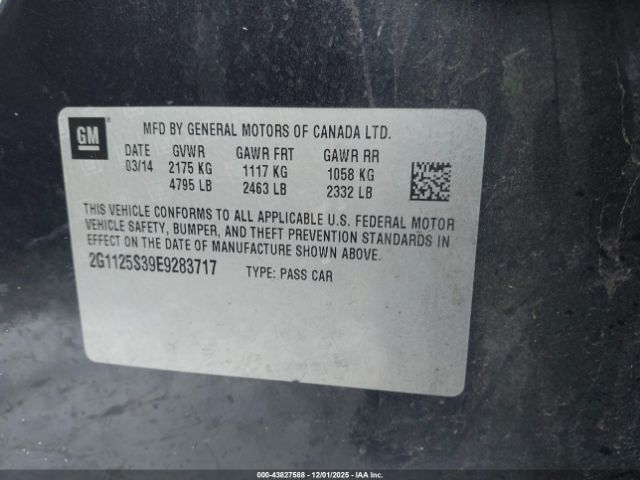 GM
MFD BY GENERAL MOTORS OF CANADA LTD.
DATE GVWR GAWR FRT GAWR RR
03/14 2175 KG 1117 KG 1058 KG
4795 LB 2463 LB 2332 LB
THIS VEHICLE CONFORMS TO ALL APPLICABLE U.S. FEDERAL MOTOR
VEHICLE SAFETY, BUMPER, AND THEFT PREVENTION STANDARDS IN
EFFECT ON THE DATE OF MANUFACTURE SHOWN ABOVE.
2G1125S39E9283717 TYPE: PASS CAR
000-43827588 - 12/01/2025 - IAA, Inc.